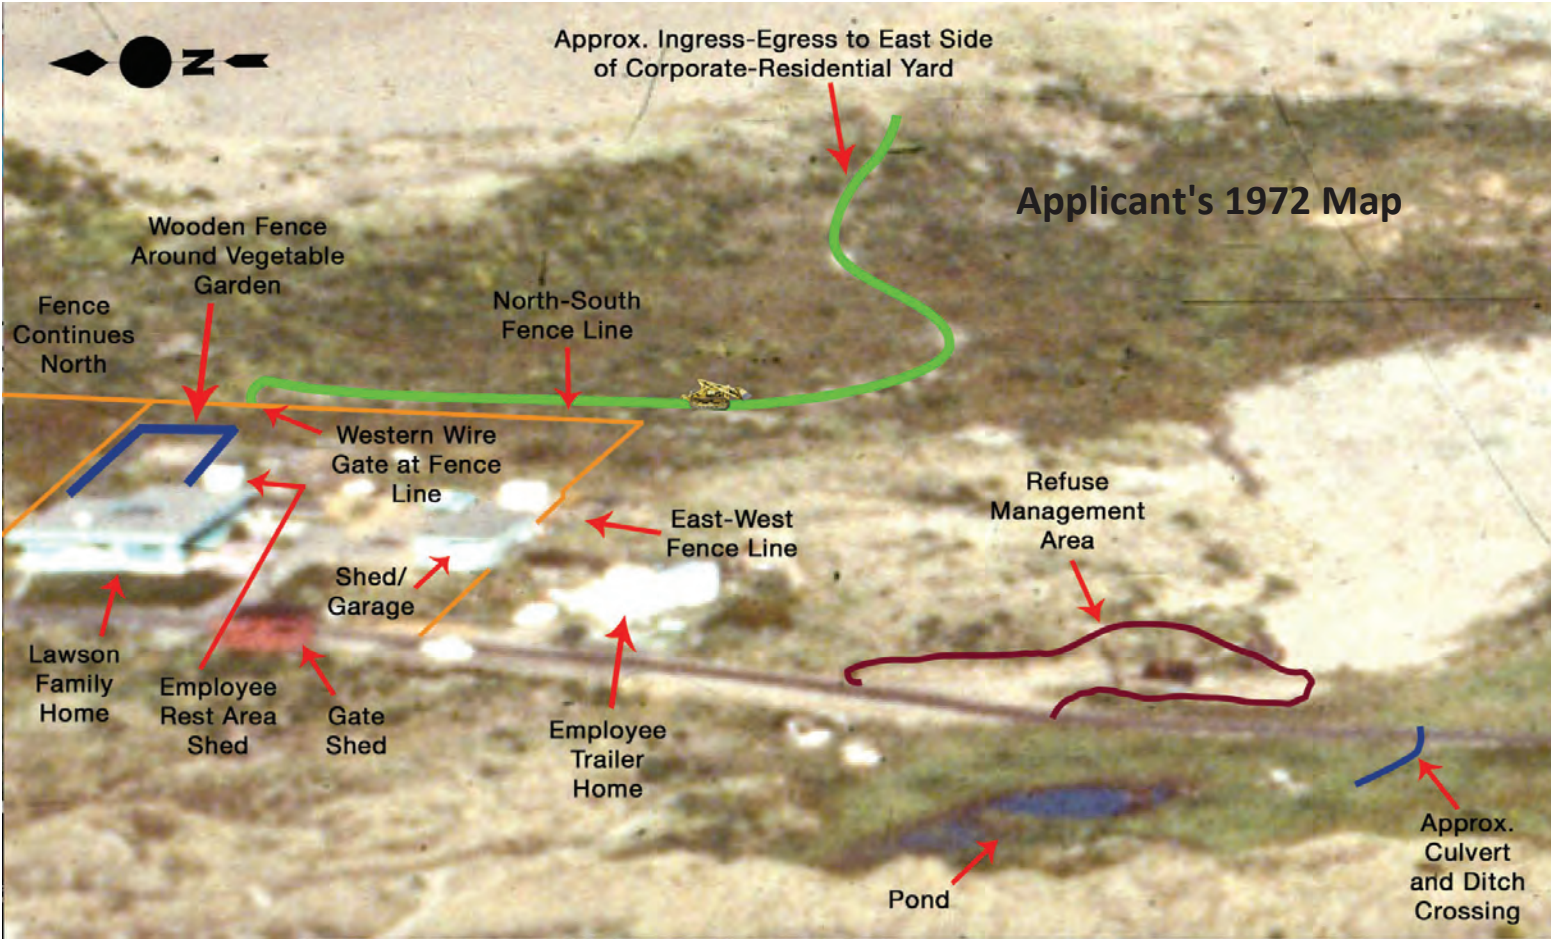 N
Approx. Ingress-Egress to East Side
of Corporate-Residential Yard
Applicant's 1972 Map
Wooden Fence
Around Vegetable
Garden
Fence
Continues
North
North-South
Fence Line
Western Wire
Gate at Fence
Line
East-West
Fence Line
Refuse
Management
Area
Shed/
Garage
Lawson
Family
Home
Employee
Rest Area
Shed
Gate
Shed
Employee
Trailer
Home
Pond
Approx.
Culvert
and Ditch
Crossing